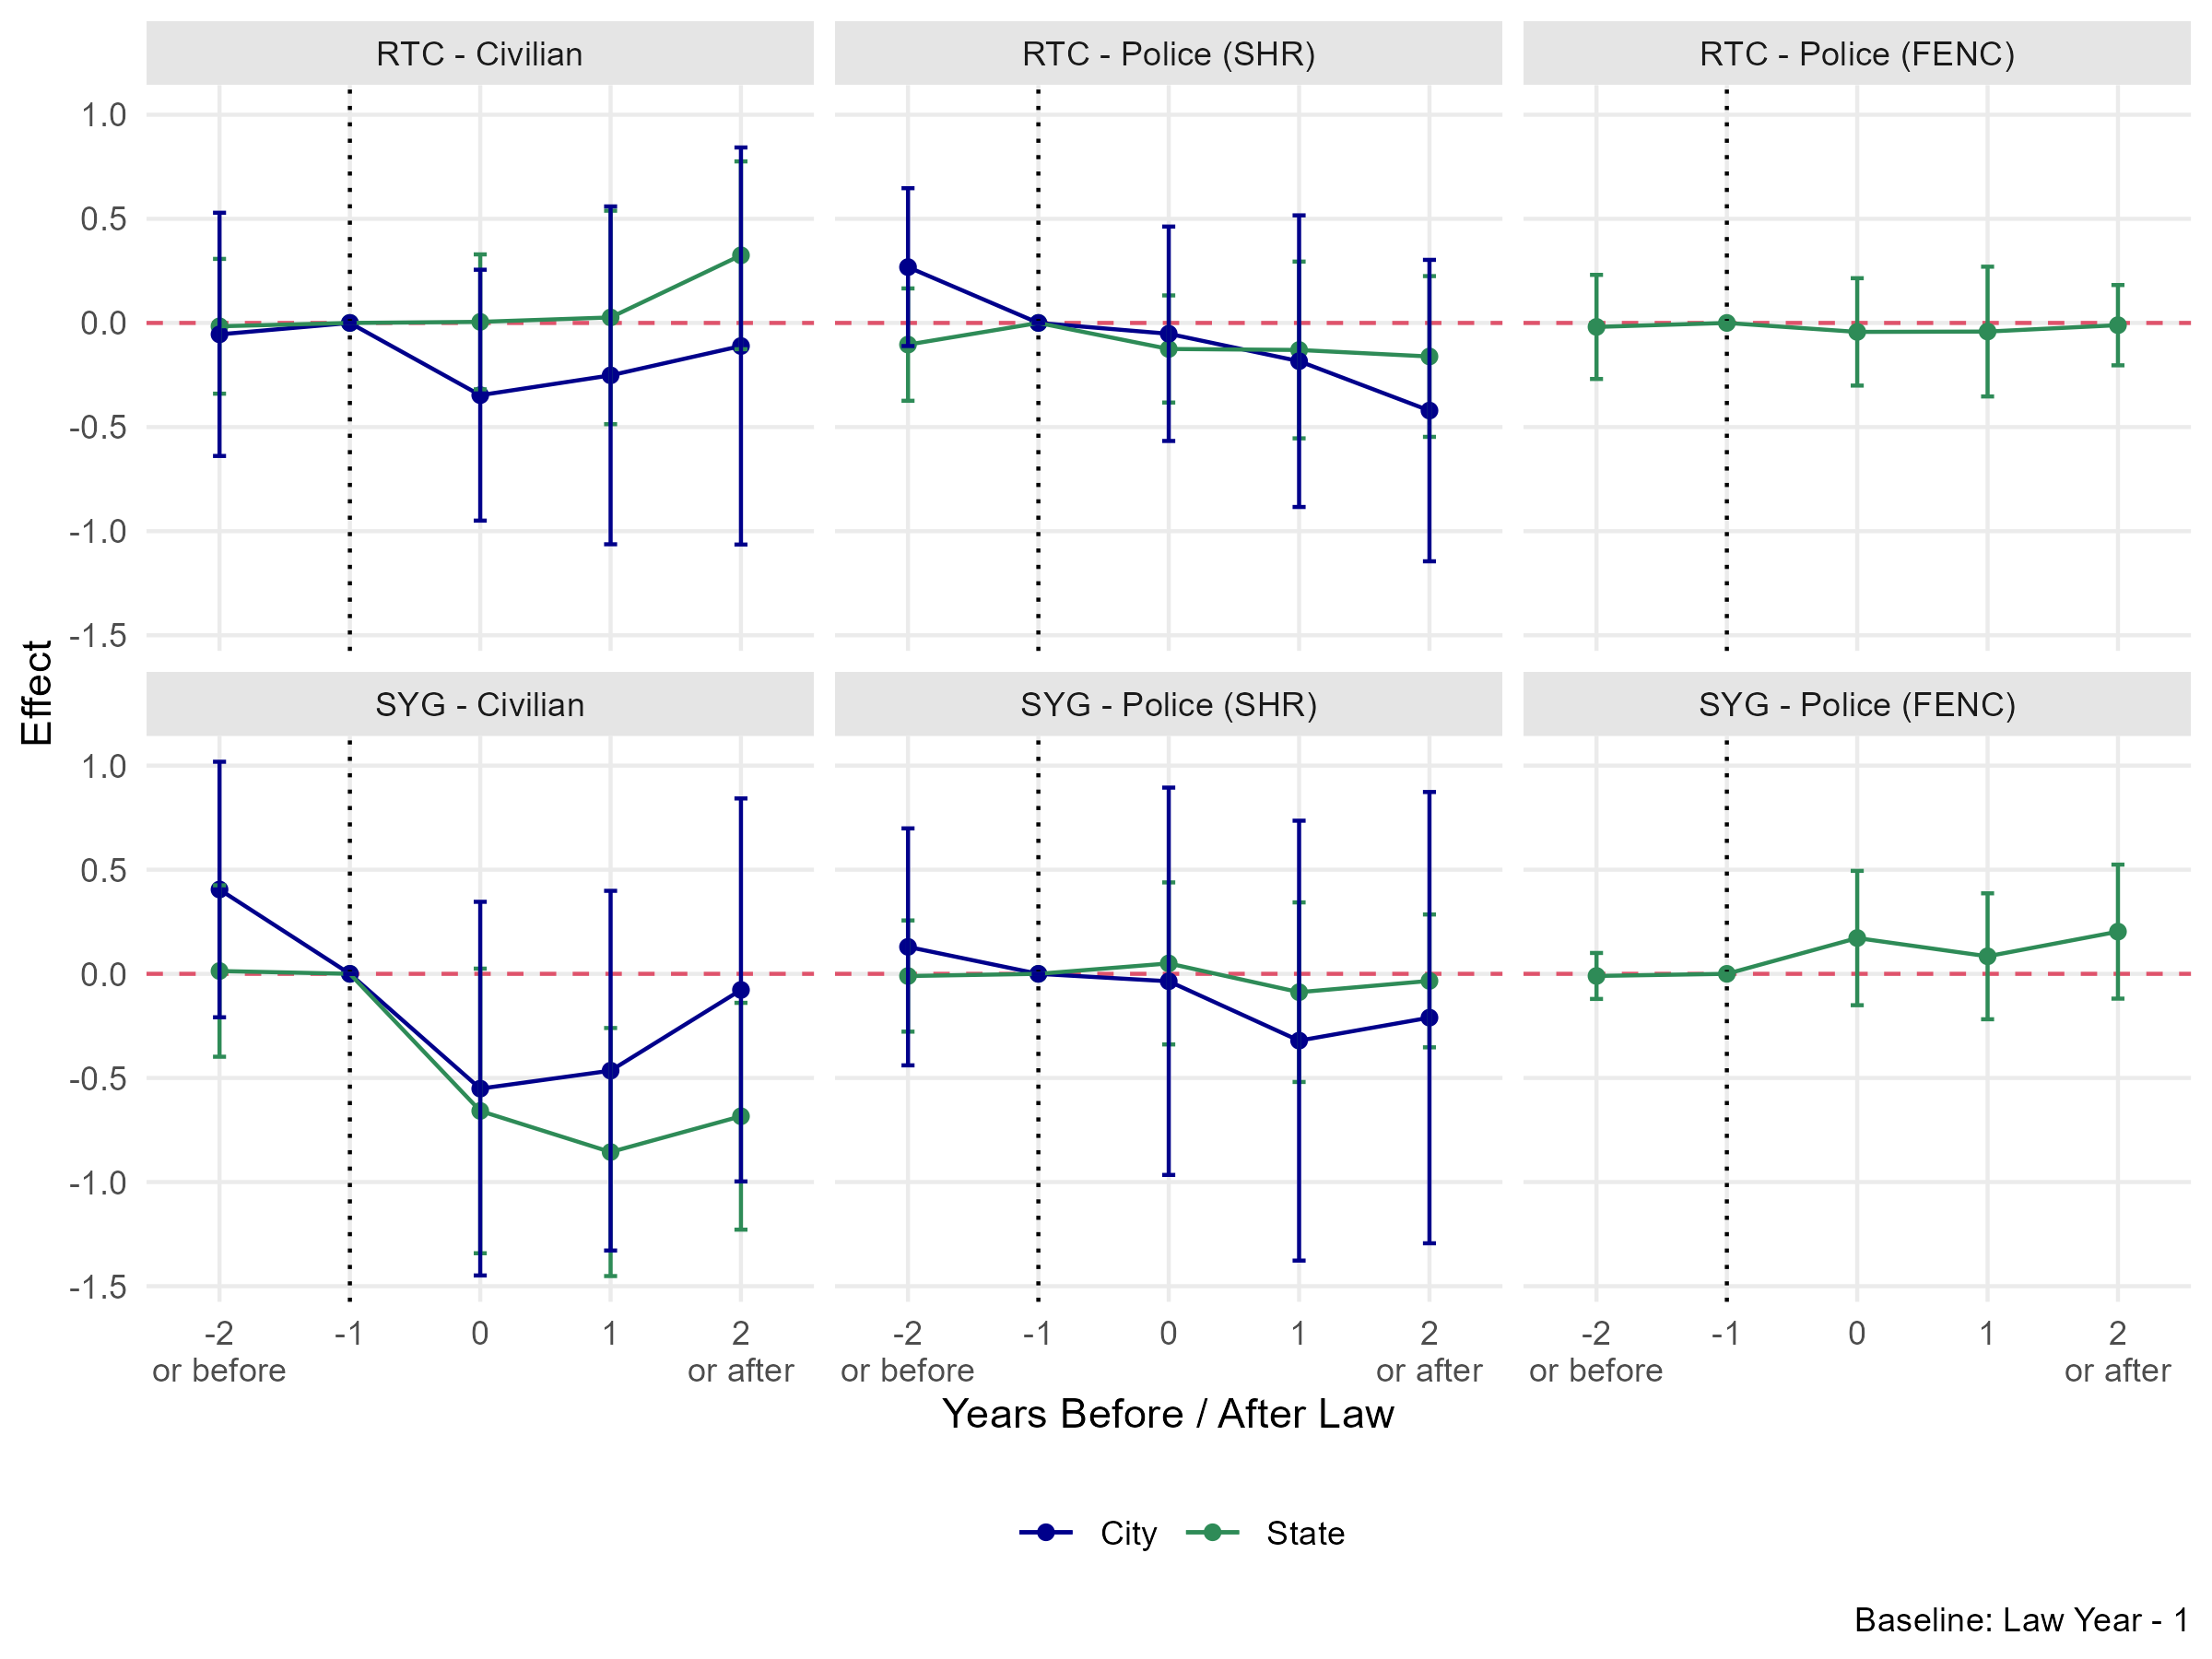 RTC - Civilian
RTC - Police (SHR)
RTC - Police (FENC)
1.0
0.5
0.0
-0.5
-1.0
-1.5
Effect
SYG - Civilian
SYG - Police (SHR)
SYG - Police (FENC)
1.0
0.5
0.0
-0.5
-1.0
-1.5
-2 -1 0 1 2
or before or after
-2 -1 0 1 2
or before or after
-2 -1 0 1 2
or before or after
Years Before / After Law
City State
Baseline: Law Year - 1